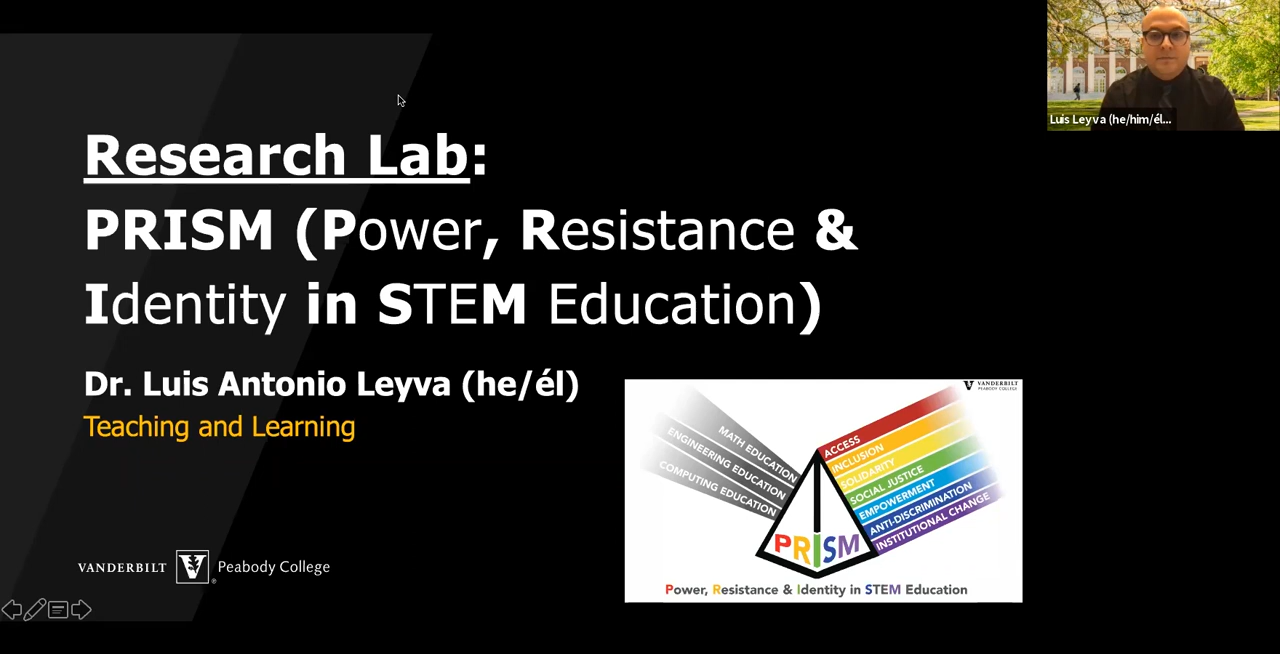 Research Lab:
PRISM (Power, Resistance &
Identity in STEM Education)
Dr. Luis Antonio Leyva (he/él)
Teaching and Learning
VANDERBILT V Peabody College
Luis Leyva (he/him/él...
VANDERBILT
PEABODY COLLEGE
MATH EDUCATION
ENGINEERING EDUCATION
COMPUTING EDUCATION
ACCESS
INCLUSION
SOLIDARITY
SOCIAL JUSTICE
EMPOWERMENT
ANTI-DISCRIMINATION
INSTITUTIONAL CHANGE
PRISM
Power, Resistance & Identity in STEM Education